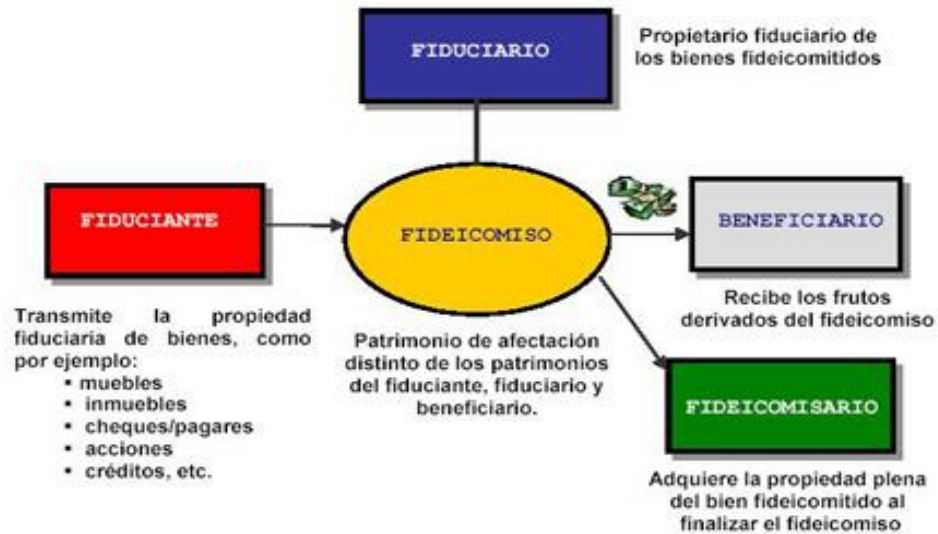 FIDUCIARIO
Propietario fiduciario de
los bienes fideicomitidos
FIDUCIANTE
FIDEICOMISO
BENEFICIARIO
Transmite la propiedad
fiduciaria de bienes, como
por ejemplo:
▪ muebles
▪ inmuebles
▪ cheques/pagares
▪ acciones
▪ créditos, etc.
Patrimonio de afectación
distinto de los patrimonios
del fiduciante, fiduciario y
beneficiario.
Recibe los frutos
derivados del fideicomiso
FIDEICOMISARIO
Adquiere la propiedad plena
del bien fideicomitido al
finalizar el fideicomiso